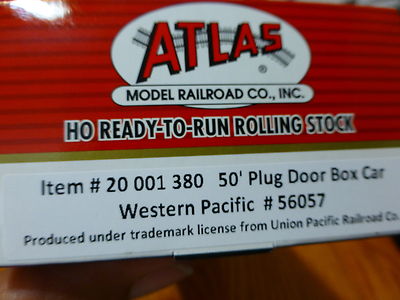 ATLAS
®
MODEL RAILROAD CO., INC.
HO READY-TO-RUN ROLLING STOCK
Item # 20 001 380 50' Plug Door Box Car
Western Pacific # 56057
Produced under trademark license from Union Pacific Railroad Co.